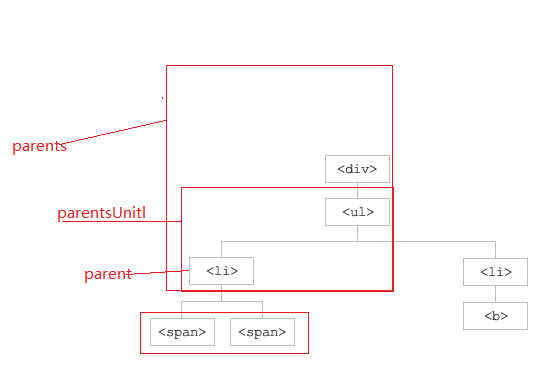 parents
<div>
parentsUnitl
<ul>
parent
<li>
<li>
<span>
<span>
<b>